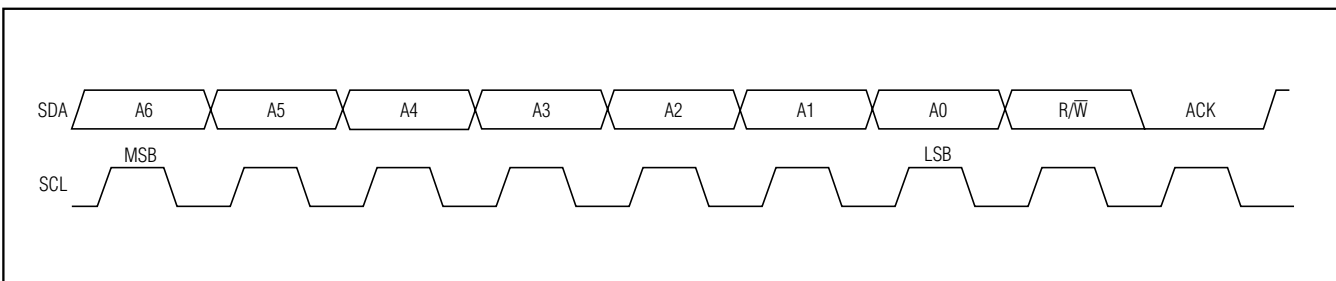 SDA A6 A5 A4 A3 A2 A1 A0 R/W̅ ACK
MSB LSB
SCL